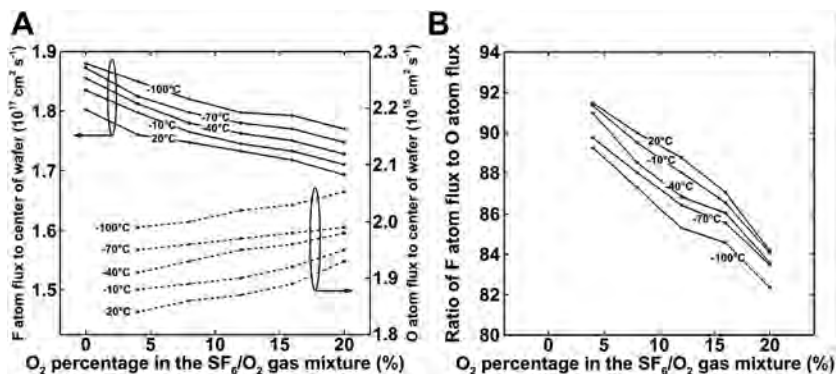 A
F atom flux to center of wafer (10¹⁷ cm² s⁻¹)
1.9
1.8
1.7
1.6
1.5
-100°C
-70°C
-40°C
-10°C
20°C
-100°C
-70°C
-40°C
-10°C
-20°C
2.3
2.2
2.1
2.0
1.9
1.8
O atom flux to center of wafer (10¹⁵ cm² s⁻¹)
0 5 10 15 20
O₂ percentage in the SF₆/O₂ gas mixture (%)
B
Ratio of F atom flux to O atom flux
94
92
90
88
86
84
82
80
20°C
-10°C
-40°C
-70°C
-100°C
0 5 10 15 20
O₂ percentage in the SF₆/O₂ gas mixture (%)